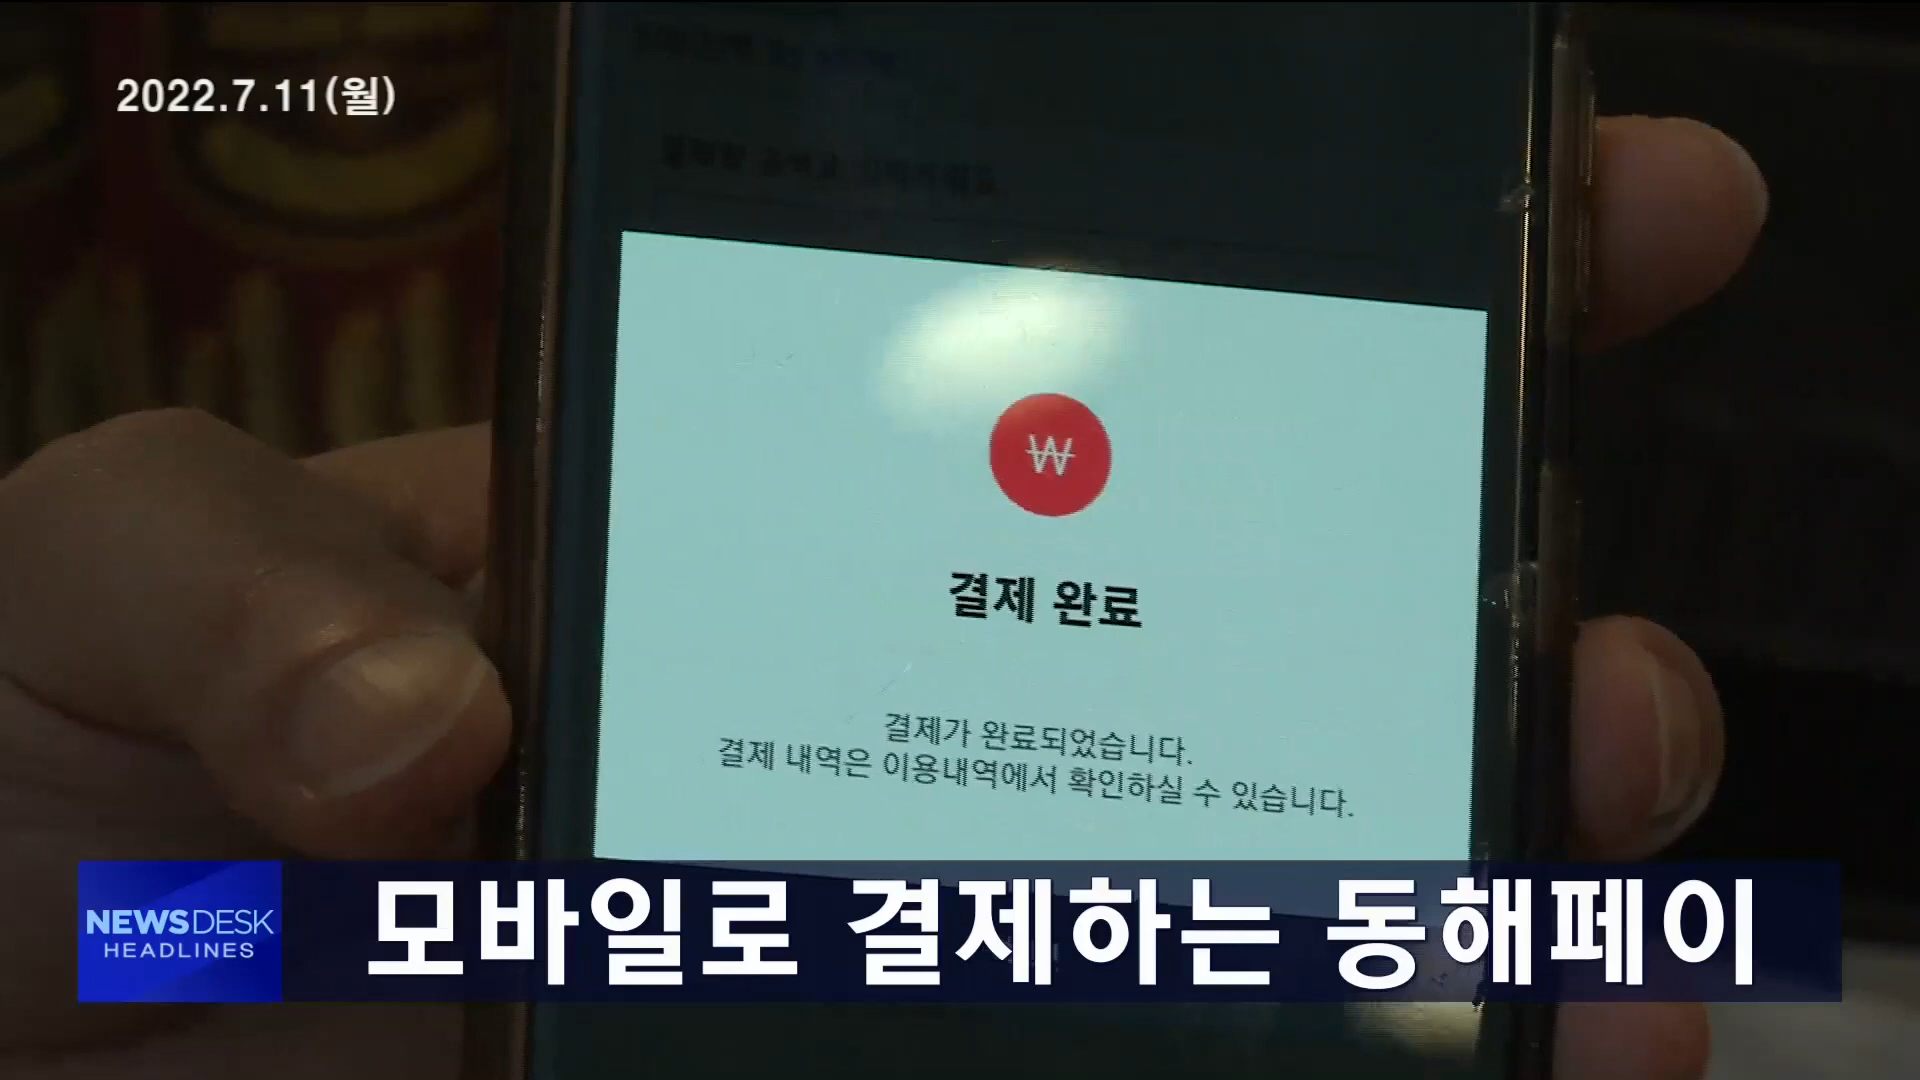 2022.7.11(월)
₩
결제 완료
결제가 완료되었습니다.
결제 내역은 이용내역에서 확인하실 수 있습니다.
NEWSDESK
HEADLINES
모바일로 결제하는 동해페이